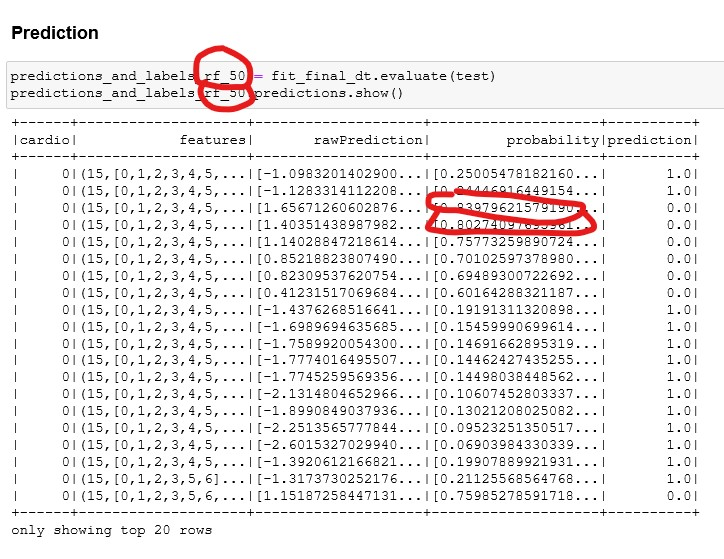 Prediction
predictions_and_labels_rf_50 = fit_final_dt.evaluate(test)
predictions_and_labels_rf_50.predictions.show()
+------+--------------------+--------------------+--------------------+----------+
|cardio|            features|       rawPrediction|         probability|prediction|
+------+--------------------+--------------------+--------------------+----------+
|     0|(15,[0,1,2,3,4,5,...|[-1.0983201402900...|[0.25005478182160...|       1.0|
|     0|(15,[0,1,2,3,4,5,...|[-1.1283314112208...|[0.24446916449154...|       1.0|
|     0|(15,[0,1,2,3,4,5,...|[1.65671260602876...|[0.83979621579190...|       0.0|
|     0|(15,[0,1,2,3,4,5,...|[1.40351438987982...|[0.80274097695961...|       0.0|
|     0|(15,[0,1,2,3,4,5,...|[1.14028847218614...|[0.75773259890724...|       0.0|
|     0|(15,[0,1,2,3,4,5,...|[0.85218823807490...|[0.70102597378980...|       0.0|
|     0|(15,[0,1,2,3,4,5,...|[0.82309537620754...|[0.69489300722692...|       0.0|
|     0|(15,[0,1,2,3,4,5,...|[0.41231517069684...|[0.60164288321187...|       0.0|
|     0|(15,[0,1,2,3,4,5,...|[-1.4376268516641...|[0.19191311320898...|       1.0|
|     0|(15,[0,1,2,3,4,5,...|[-1.6989694635685...|[0.15459990699614...|       1.0|
|     0|(15,[0,1,2,3,4,5,...|[-1.7589920054300...|[0.14691662895319...|       1.0|
|     0|(15,[0,1,2,3,4,5,...|[-1.7774016495507...|[0.14462427435255...|       1.0|
|     0|(15,[0,1,2,3,4,5,...|[-1.7745259569356...|[0.14498038448562...|       1.0|
|     0|(15,[0,1,2,3,4,5,...|[-2.1314804652966...|[0.10607452803337...|       1.0|
|     0|(15,[0,1,2,3,4,5,...|[-1.8990849037936...|[0.13021208025082...|       1.0|
|     0|(15,[0,1,2,3,4,5,...|[-2.2513565777844...|[0.09523251350517...|       1.0|
|     0|(15,[0,1,2,3,4,5,...|[-2.6015327029940...|[0.06903984330339...|       1.0|
|     0|(15,[0,1,2,3,4,5,...|[-1.3920612166821...|[0.19907889921931...|       1.0|
|     0|(15,[0,1,2,3,5,6]...|[-1.3173730252176...|[0.21125568564768...|       1.0|
|     0|(15,[0,1,2,3,5,6,...|[1.15187258447131...|[0.75985278591718...|       0.0|
+------+--------------------+--------------------+--------------------+----------+
only showing top 20 rows